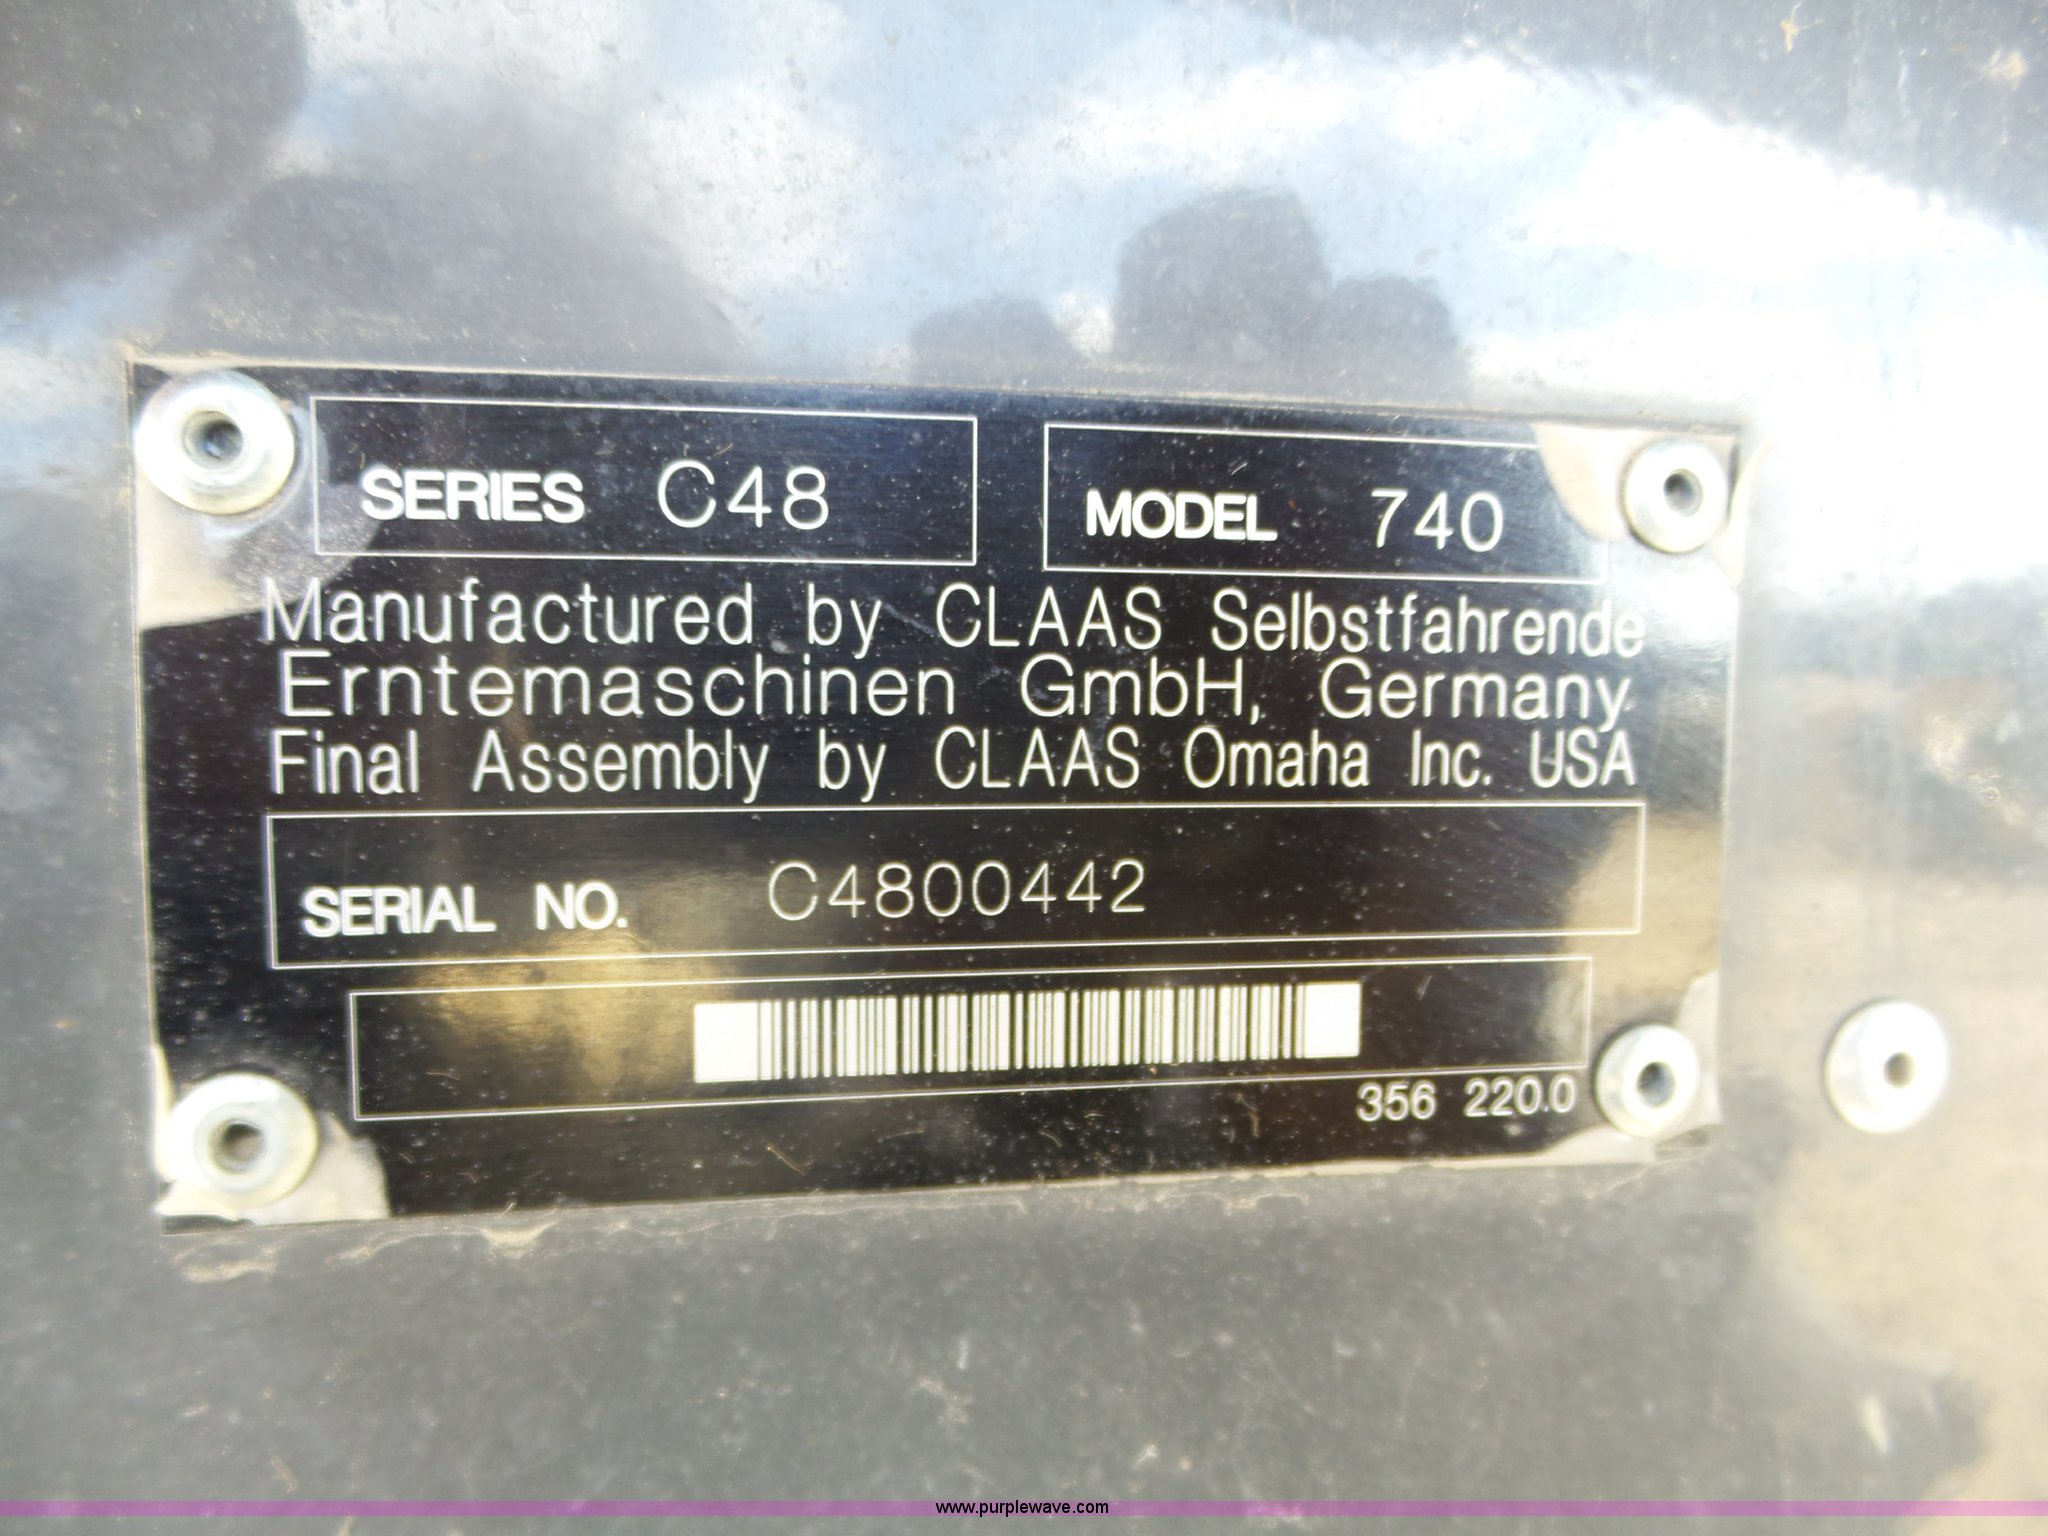 SERIES C48 MODEL 740
Manufactured by CLAAS Selbstfahrende
Erntemaschinen GmbH, Germany
Final Assembly by CLAAS Omaha Inc. USA
SERIAL NO. C4800442
356 220.0
www.purplewave.com